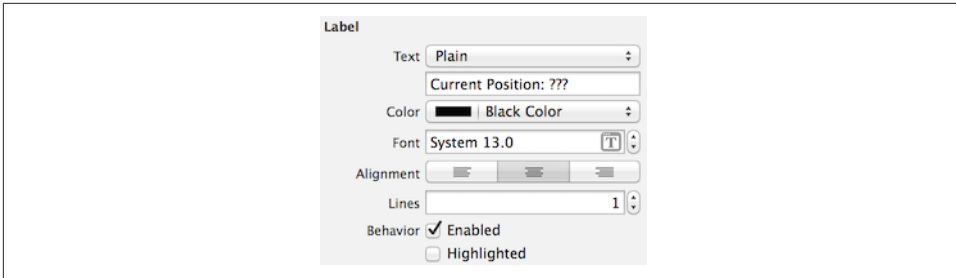 Label
Text Plain
Current Position: ???
Color Black Color
Font System 13.0 T
Alignment
Lines 1
Behavior Enabled
Highlighted